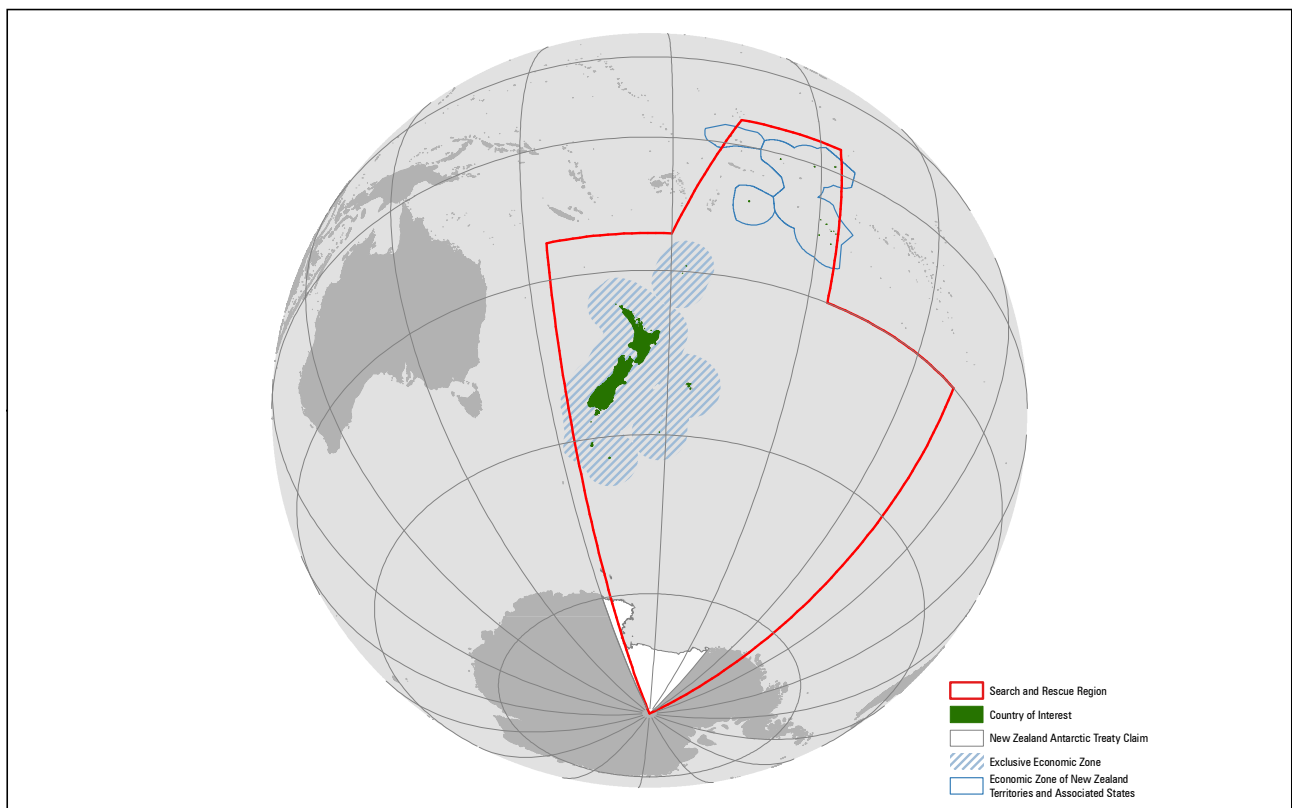 Search and Rescue Region
Country of Interest
New Zealand Antarctic Treaty Claim
Exclusive Economic Zone
Economic Zone of New Zealand
Territories and Associated States